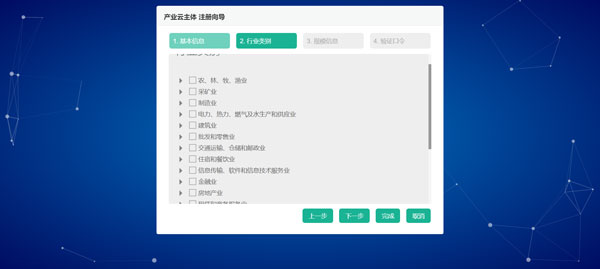 产业云主体 注册向导
1. 基本信息
2. 行业类别
3. 规模信息
4. 验证口令
农、林、牧、渔业
采矿业
制造业
电力、热力、燃气及水生产和供应业
建筑业
批发和零售业
交通运输、仓储和邮政业
住宿和餐饮业
信息传输、软件和信息技术服务业
金融业
房地产业
上一步
下一步
完成
取消